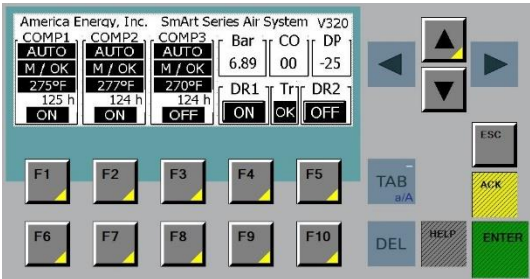 America Energy, Inc. SmArt Series Air System V320
COMP1 COMP2 COMP3 Bar CO DP
AUTO AUTO AUTO
M / OK M / OK M / OK 6.89 00 -25
275°F 277°F 270°F DR1 Tr DR2
125 h 124 h 124 h
ON ON OFF ON OK OFF
ESC
F1 F2 F3 F4 F5 TAB ACK
a/A
F6 F7 F8 F9 F10 DEL HELP ENTER